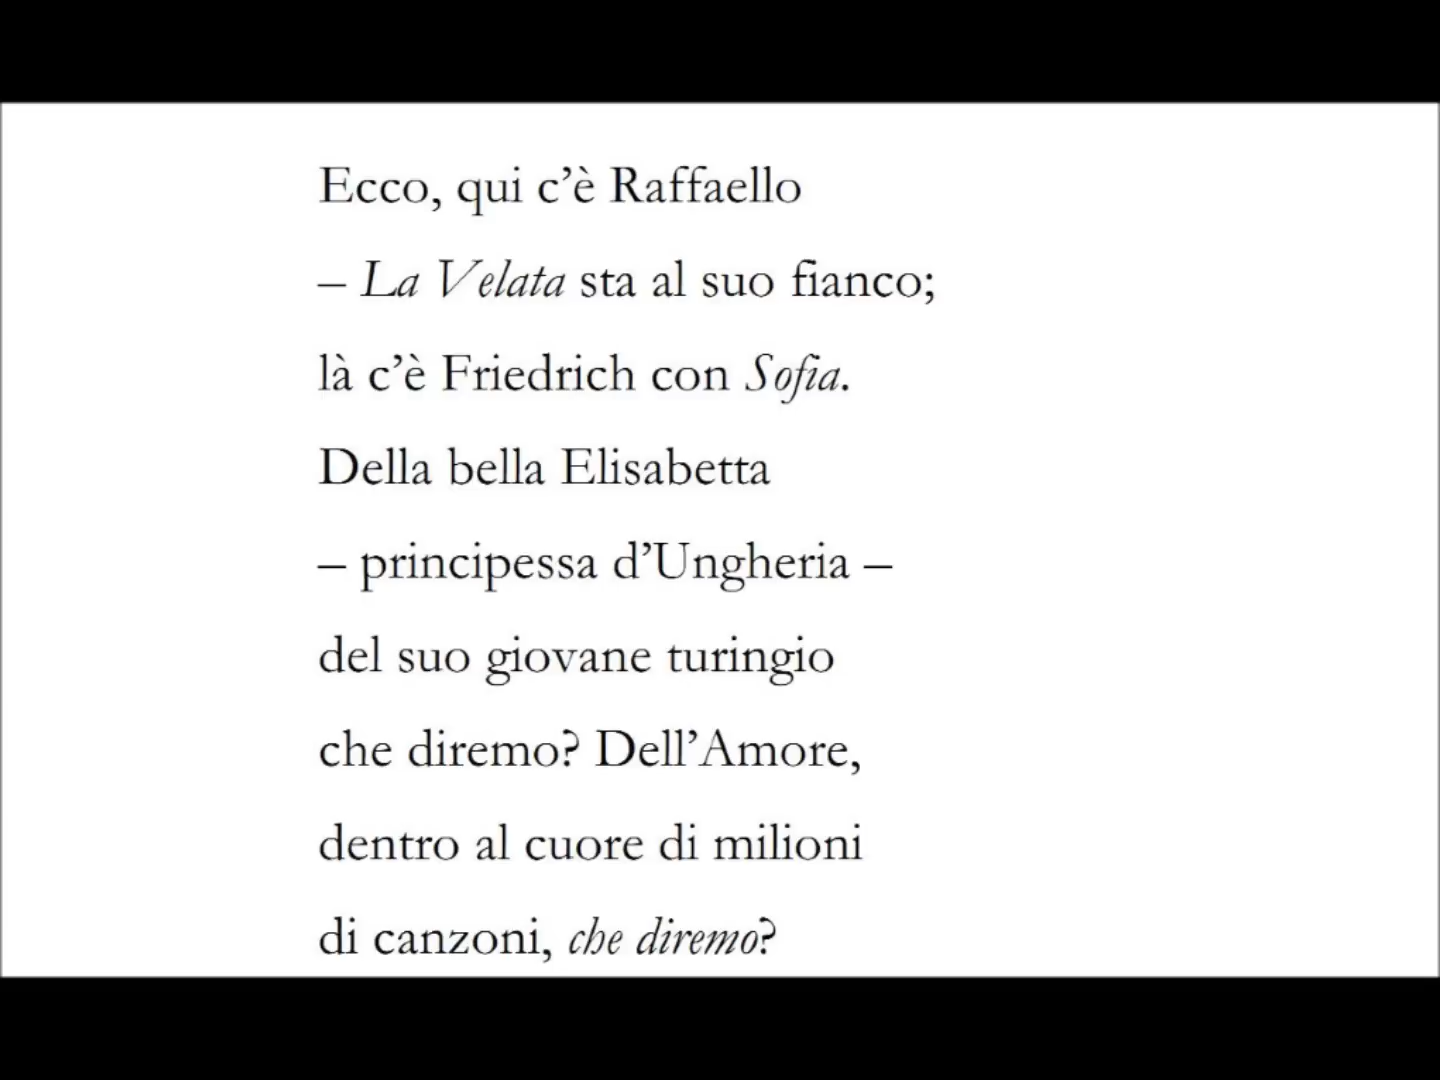 Ecco, qui c’è Raffaello
– La Velata sta al suo fianco;
là c’è Friedrich con Sofia.
Della bella Elisabetta
– principessa d’Ungheria –
del suo giovane turingio
che diremo? Dell’Amore,
dentro al cuore di milioni
di canzoni, che diremo?